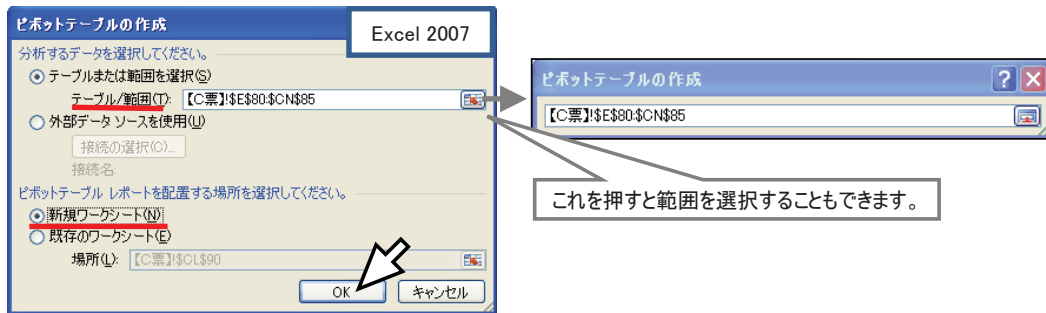 ピボットテーブルの作成
Excel 2007
分析するデータを選択してください。
テーブルまたは範囲を選択(S)
テーブル/範囲(T): 【C票】!$E$80:$CN$85
外部データ ソースを使用(U)
接続の選択(C)...
接続名:
ピボットテーブル レポートを配置する場所を選択してください。
新規ワークシート(N)
既存のワークシート(E)
場所(L): 【C票】!$CL$90
OK キャンセル
ピボットテーブルの作成
【C票】!$E$80:$CN$85
これを押すと範囲を選択することもできます。